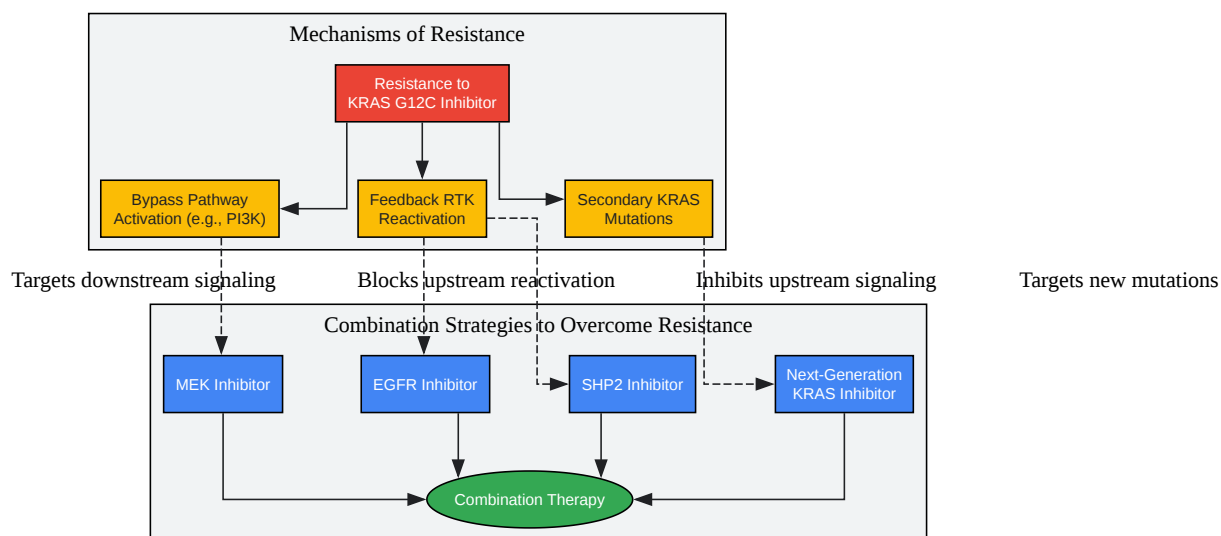 Mechanisms of Resistance
Resistance to
KRAS G12C Inhibitor
Bypass Pathway
Activation (e.g., PI3K)
Feedback RTK
Reactivation
Secondary KRAS
Mutations
Targets downstream signaling
Blocks upstream reactivation
Inhibits upstream signaling
Targets new mutations
Combination Strategies to Overcome Resistance
MEK Inhibitor
EGFR Inhibitor
SHP2 Inhibitor
Next-Generation
KRAS Inhibitor
Combination Therapy